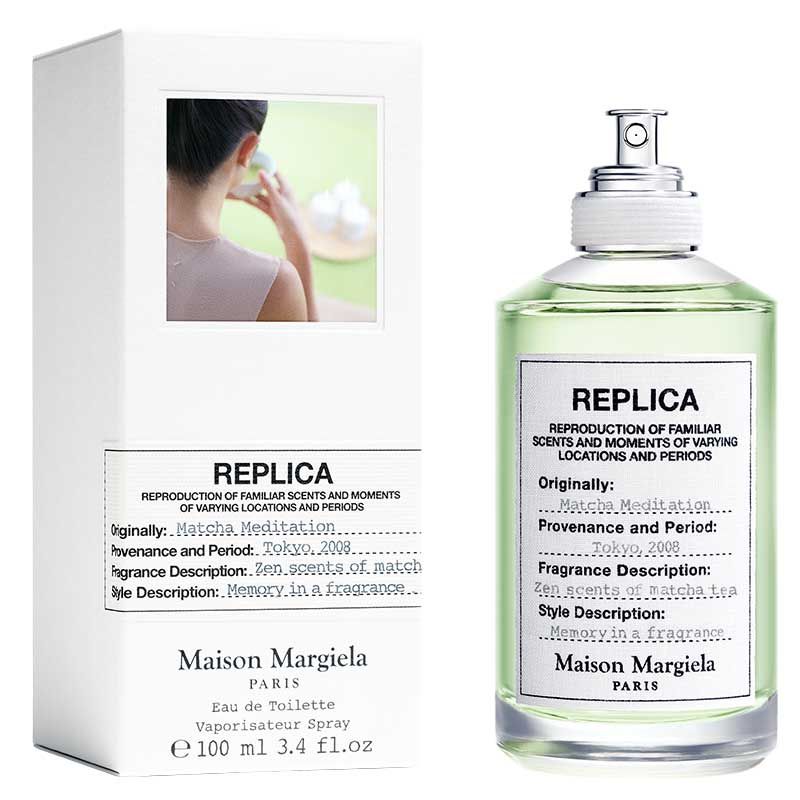 REPLICA
REPRODUCTION OF FAMILIAR SCENTS AND MOMENTS
OF VARYING LOCATIONS AND PERIODS
Originally: Matcha Meditation
Provenance and Period: Tokyo, 2008
Fragrance Description: Zen scents of matcha
Style Description: Memory in a fragrance
Maison Margiela
PARIS
Eau de Toilette
Vaporisateur Spray
℮ 100 ml 3.4 fl.oz
REPLICA
REPRODUCTION OF FAMILIAR
SCENTS AND MOMENTS OF VARYING
LOCATIONS AND PERIODS
Originally:
Matcha Meditation
Provenance and Period:
Tokyo, 2008
Fragrance Description:
Zen scents of matcha tea
Style Description:
Memory in a fragrance
Maison Margiela
PARIS